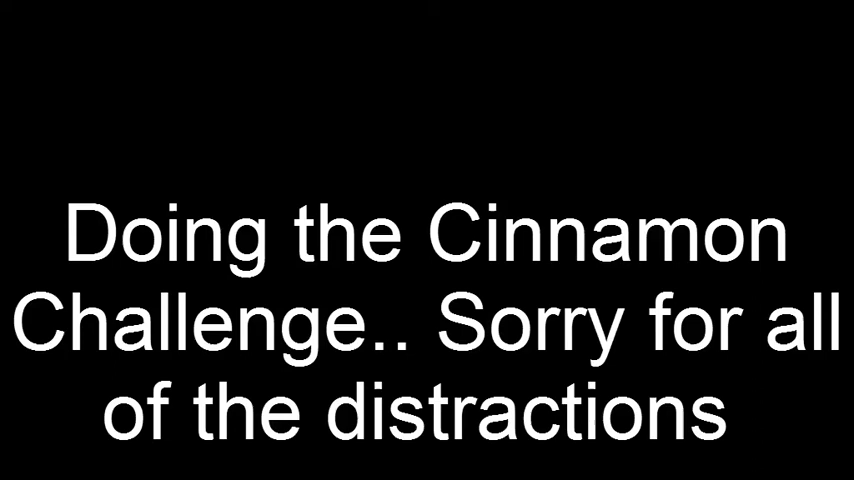 Doing the Cinnamon
Challenge.. Sorry for all
of the distractions